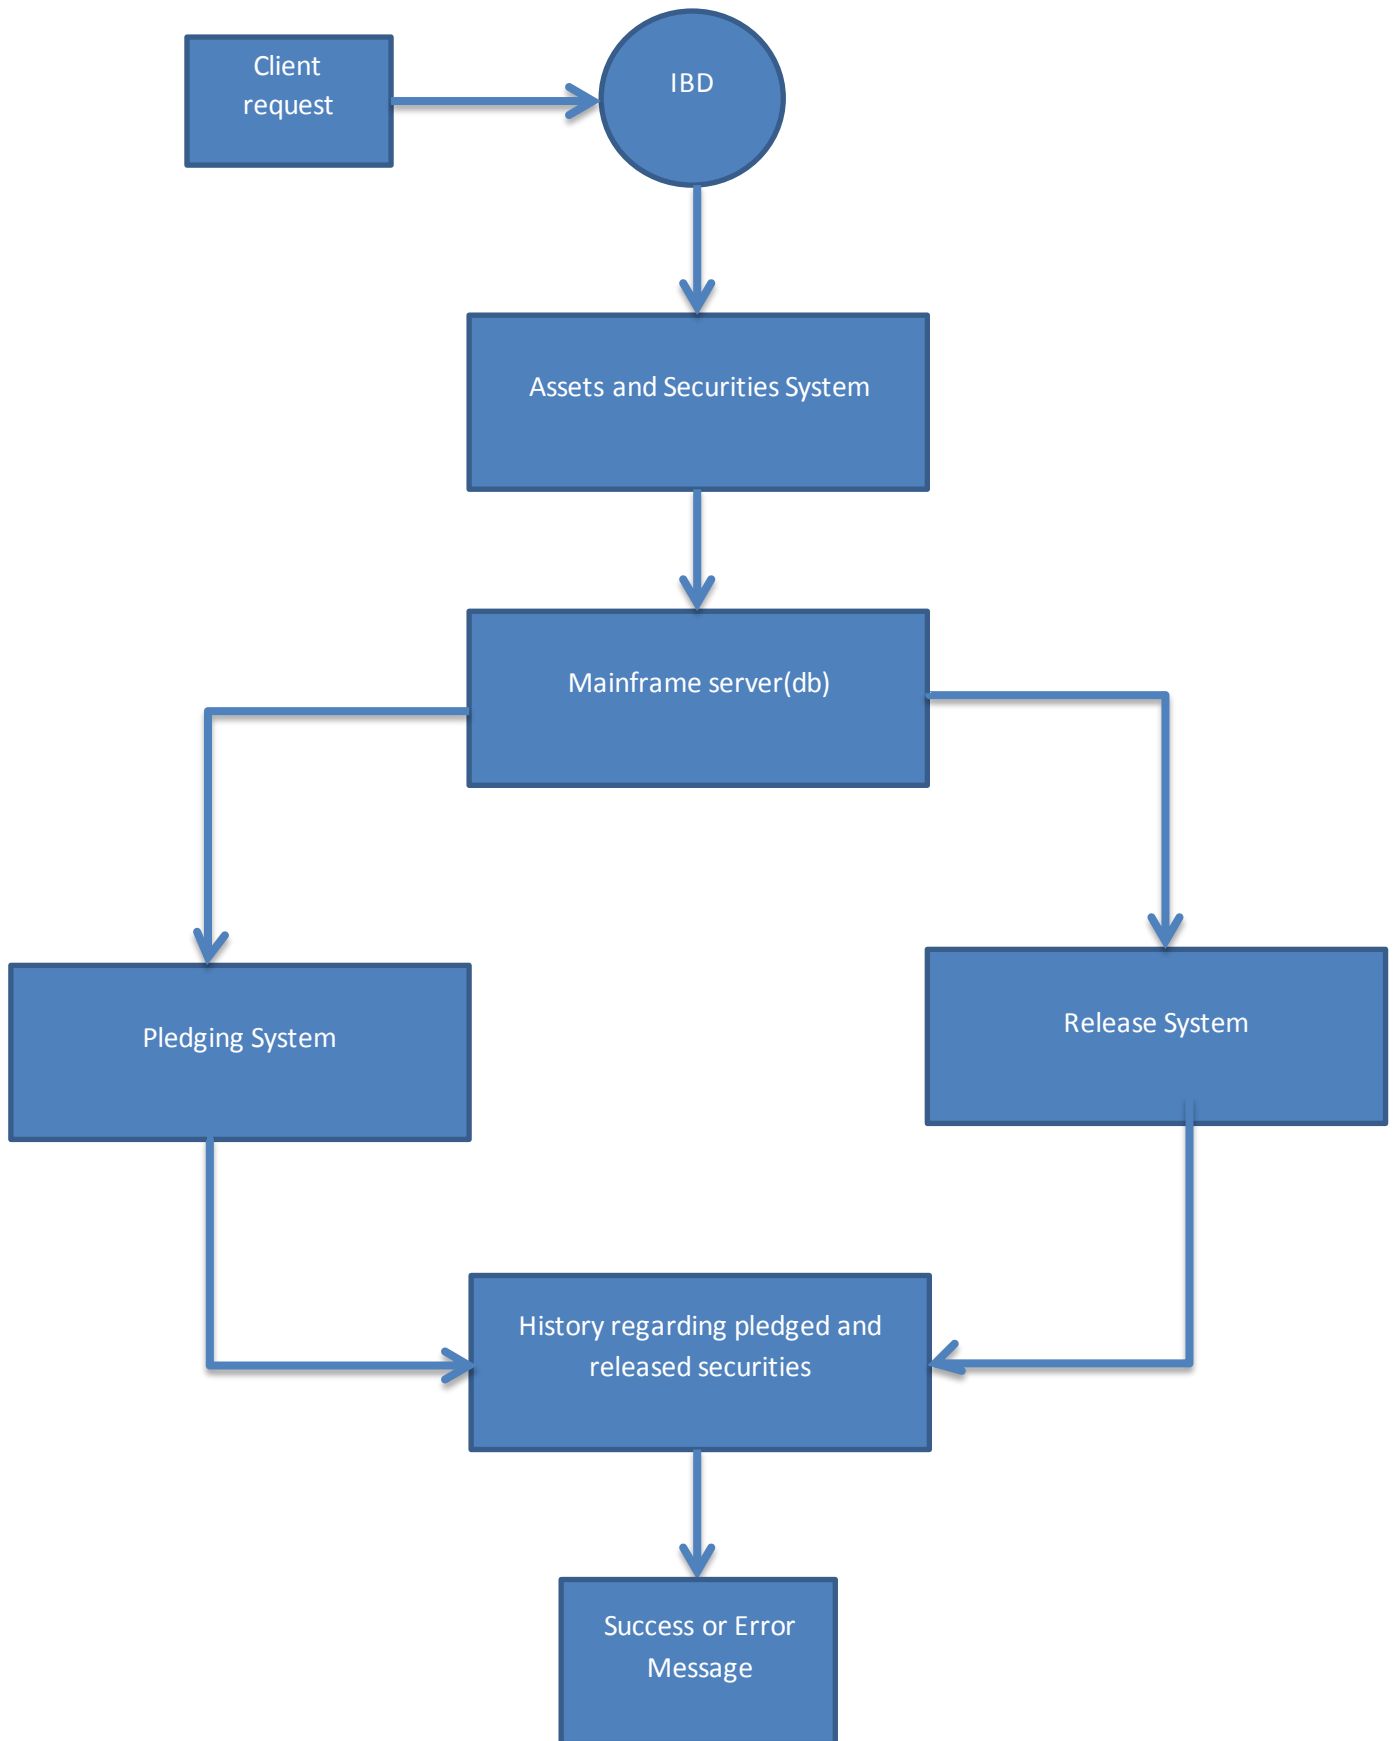 Client
request
IBD
Assets and Securities System
Mainframe server(db)
Pledging System
Release System
History regarding pledged and
released securities
Success or Error
Message